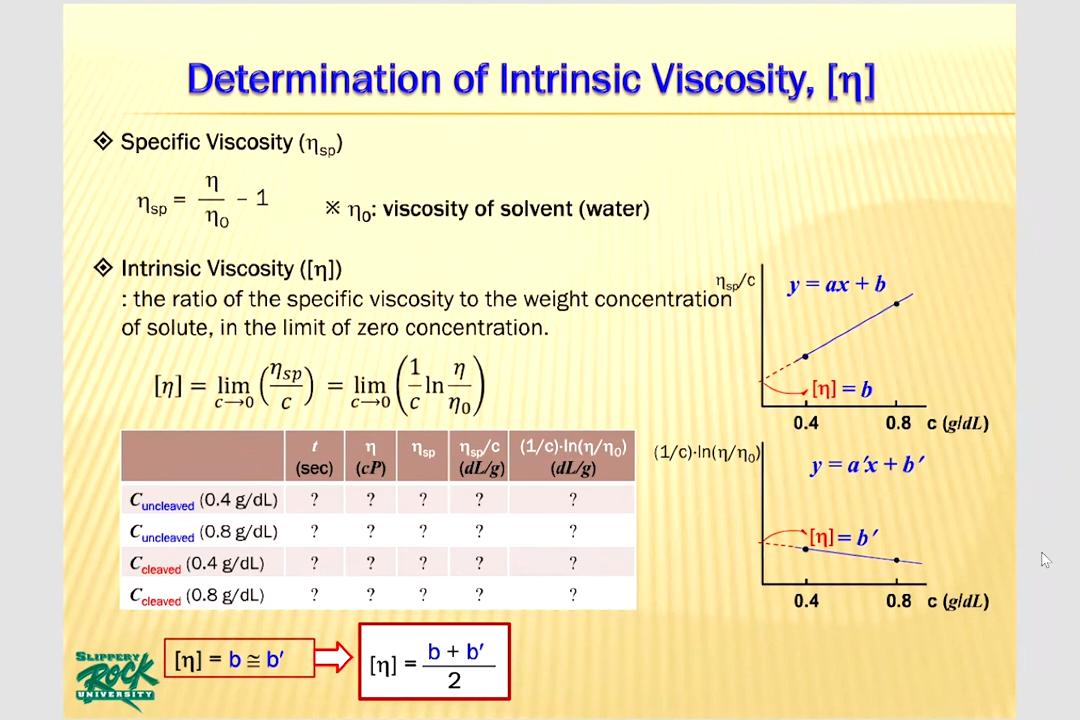 Determination of Intrinsic Viscosity, [η]
❖ Specific Viscosity (ηsp)
ηsp = η/η0 − 1
※ η0: viscosity of solvent (water)
❖ Intrinsic Viscosity ([η])
: the ratio of the specific viscosity to the weight concentration
of solute, in the limit of zero concentration.
[η] = lim c→0 (ηsp/c) = lim c→0 (1/c ln η/η0)
t (sec) η (cP) ηsp ηsp/c (dL/g) (1/c)·ln(η/η0) (dL/g)
Cuncleaved (0.4 g/dL) ? ? ? ? ?
Cuncleaved (0.8 g/dL) ? ? ? ? ?
Ccleaved (0.4 g/dL) ? ? ? ? ?
Ccleaved (0.8 g/dL) ? ? ? ? ?
ηsp/c
y = ax + b
[η] = b
0.4 0.8 c (g/dL)
(1/c)·ln(η/η0)
y = a′x + b′
[η] = b′
0.4 0.8 c (g/dL)
SLIPPERY
ROCK
UNIVERSITY
[η] = b ≅ b′
[η] = b + b′ / 2